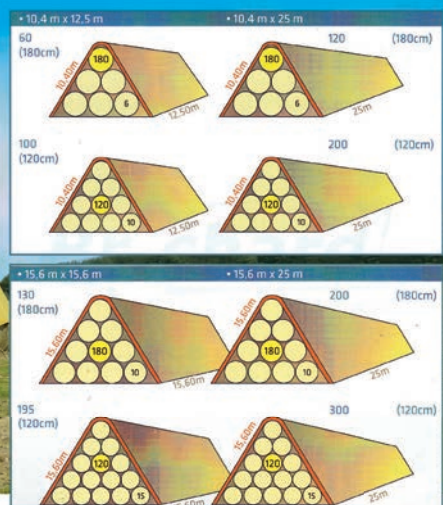 • 10,4 m x 12,5 m
• 10,4 m x 25 m
60
(180cm)
180
6
10,40m
12.50m
120
(180cm)
180
6
10,40m
25m
100
(120cm)
120
10
10,40m
12,50m
200
(120cm)
120
10
10,40m
25m
• 15,6 m x 15,6 m
• 15,6 m x 25 m
130
(180cm)
180
10
15,60m
15,60m
200
(180cm)
180
10
15,60m
25m
195
(120cm)
120
15
15,60m
300
(120cm)
120
15
15,60m
25m